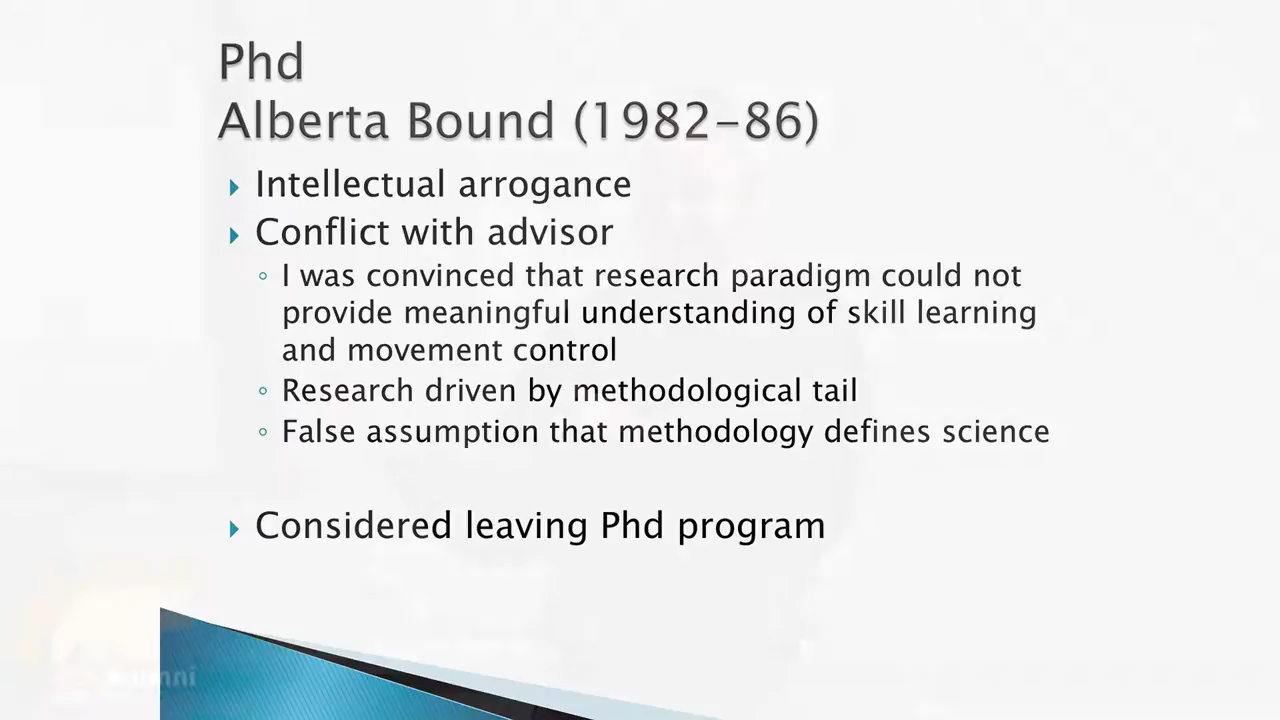 Phd
Alberta Bound (1982-86)
Intellectual arrogance
Conflict with advisor
I was convinced that research paradigm could not
provide meaningful understanding of skill learning
and movement control
Research driven by methodological tail
False assumption that methodology defines science
Considered leaving Phd program